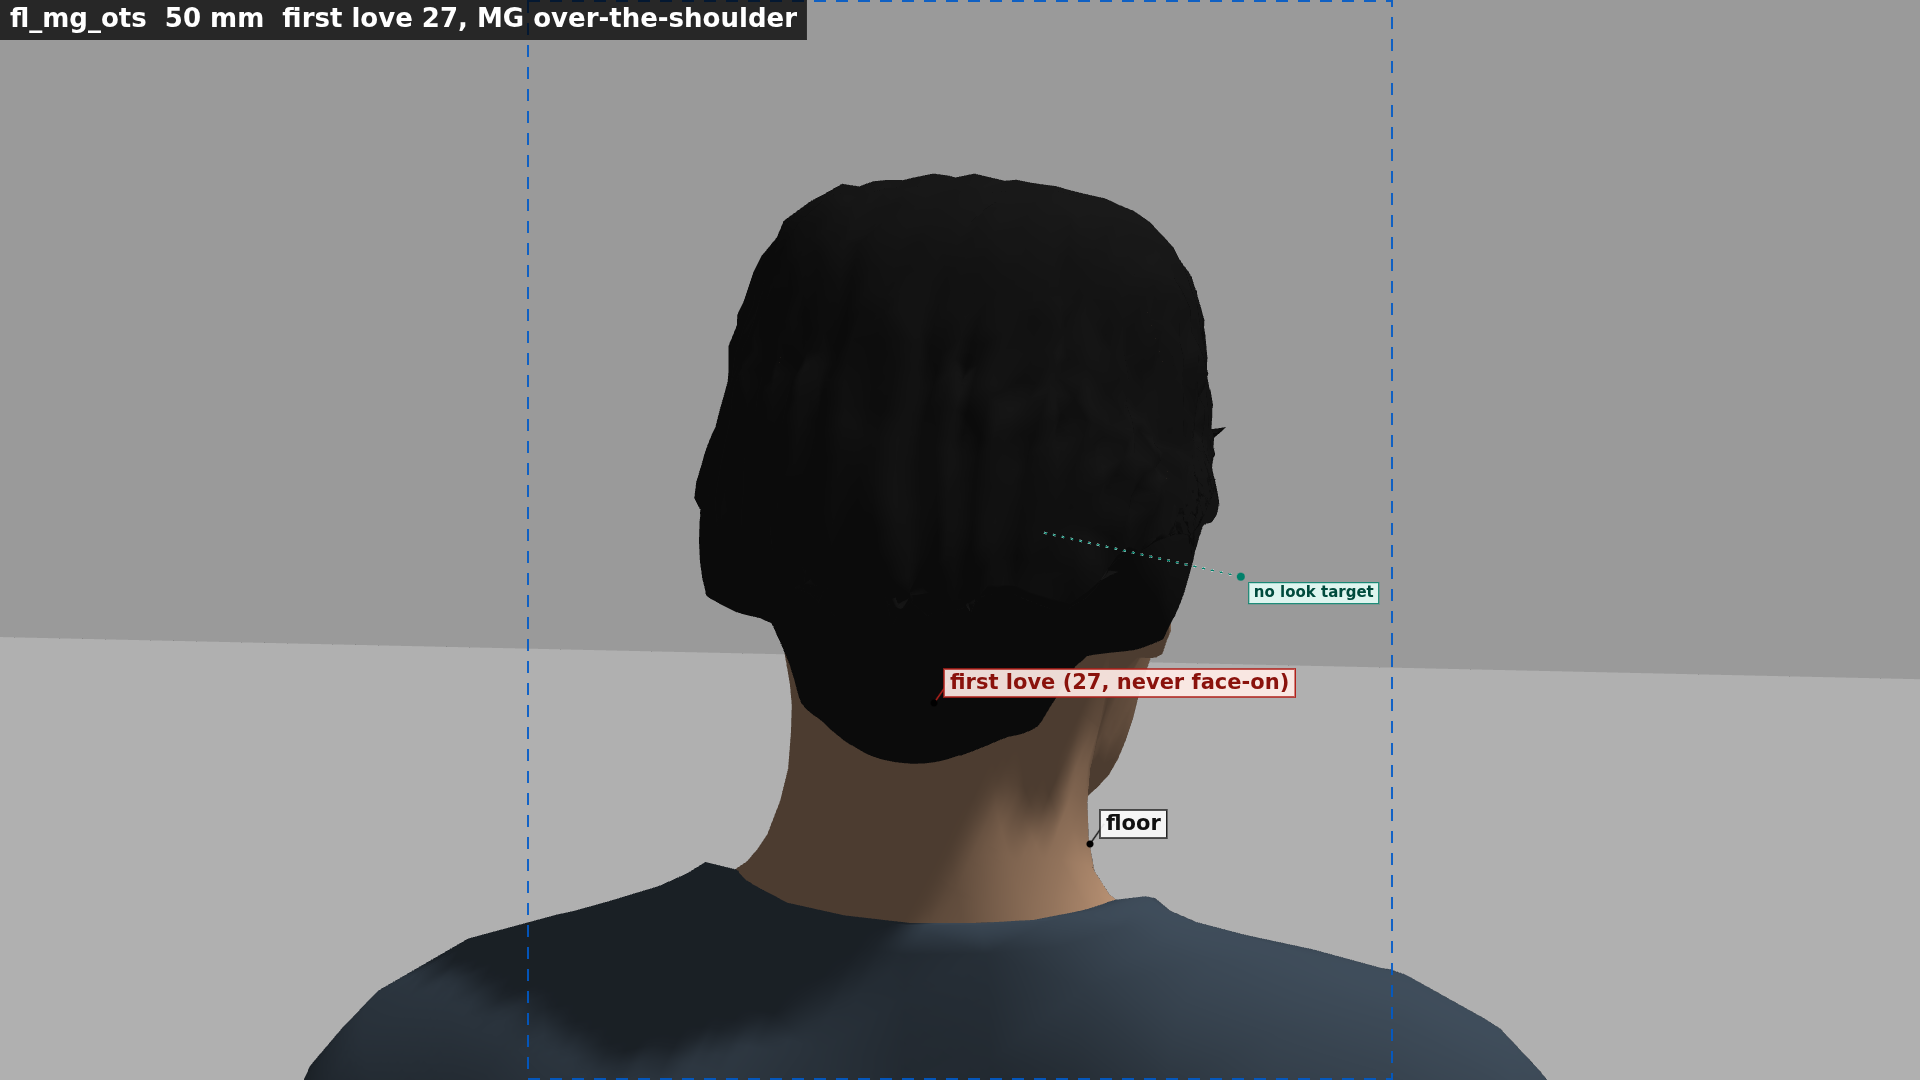 fl_mg_ots  50 mm  first love 27, MG over-the-shoulder
no look target
first love (27, never face-on)
floor